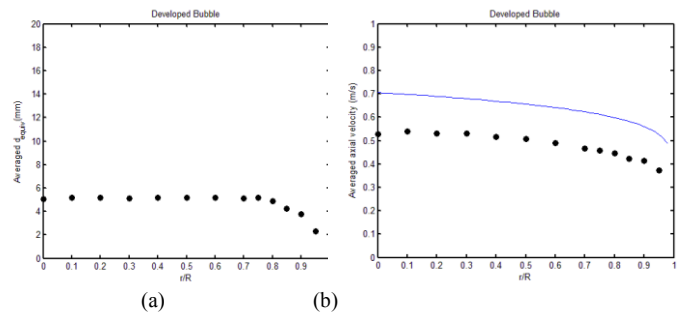 Developed Bubble
20
18
16
14
12
10
8
6
4
2
0
Averaged d_equiv (mm)
0 0.1 0.2 0.3 0.4 0.5 0.6 0.7 0.8 0.9
r/R
(a)
Developed Bubble
1
0.9
0.8
0.7
0.6
0.5
0.4
0.3
0.2
0.1
0
Averaged axial velocity (m/s)
0 0.1 0.2 0.3 0.4 0.5 0.6 0.7 0.8 0.9 1
r/R
(b)